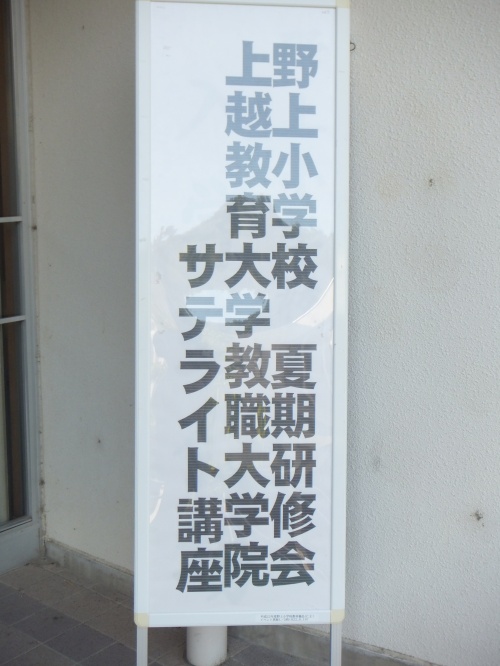 野上小学校　夏期研修会
上越教育大学教職大学院
サテライト講座